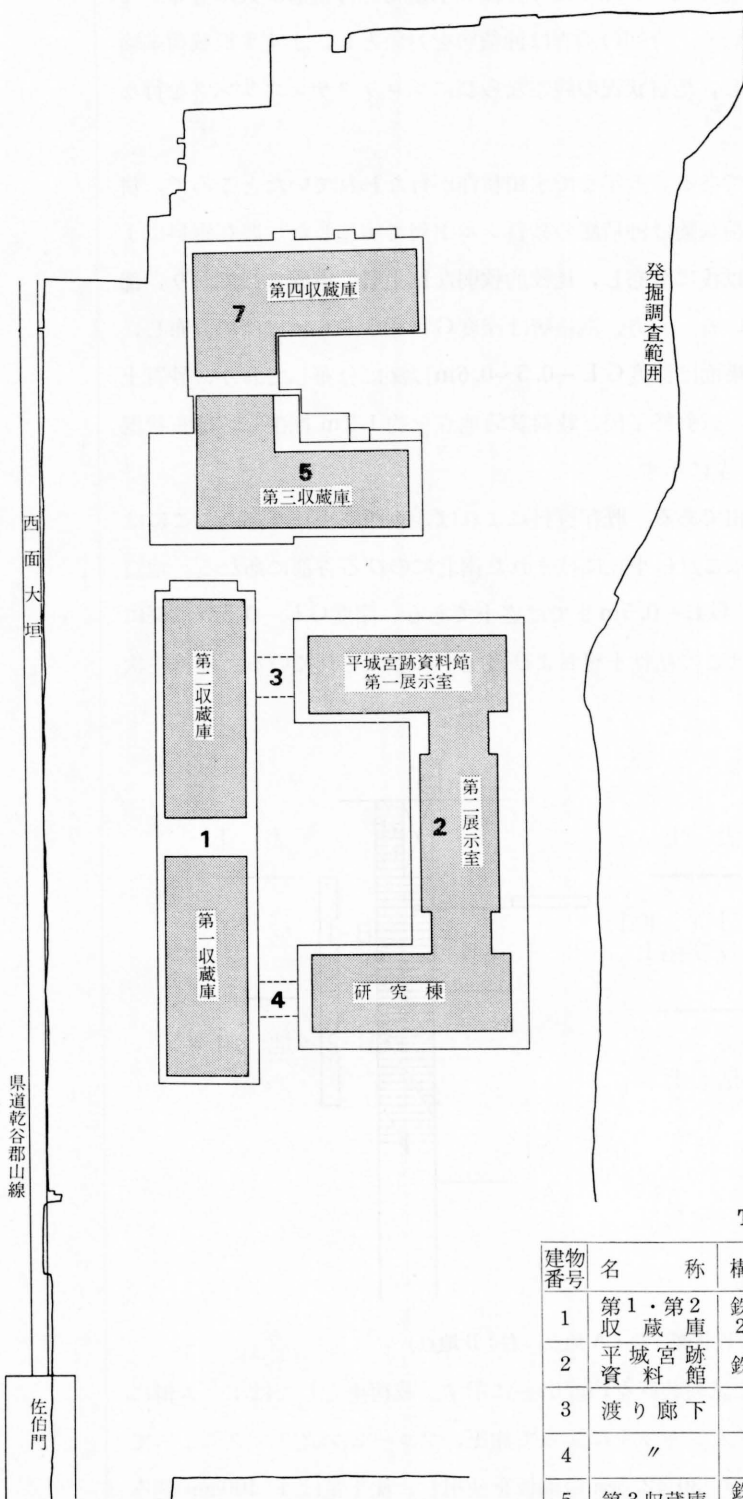 7
第四収蔵庫
発掘調査範囲
5
第三収蔵庫
西面大垣
第二収蔵庫
3
平城宮跡資料館
第一展示室
第二展示室
2
1
第一収蔵庫
4
研究棟
県道乾谷郡山線
佐伯門
建物番号 名称
1 第1・第2収蔵庫
2 平城宮跡資料館
3 渡り廊下
4 〃
5 第3収蔵庫